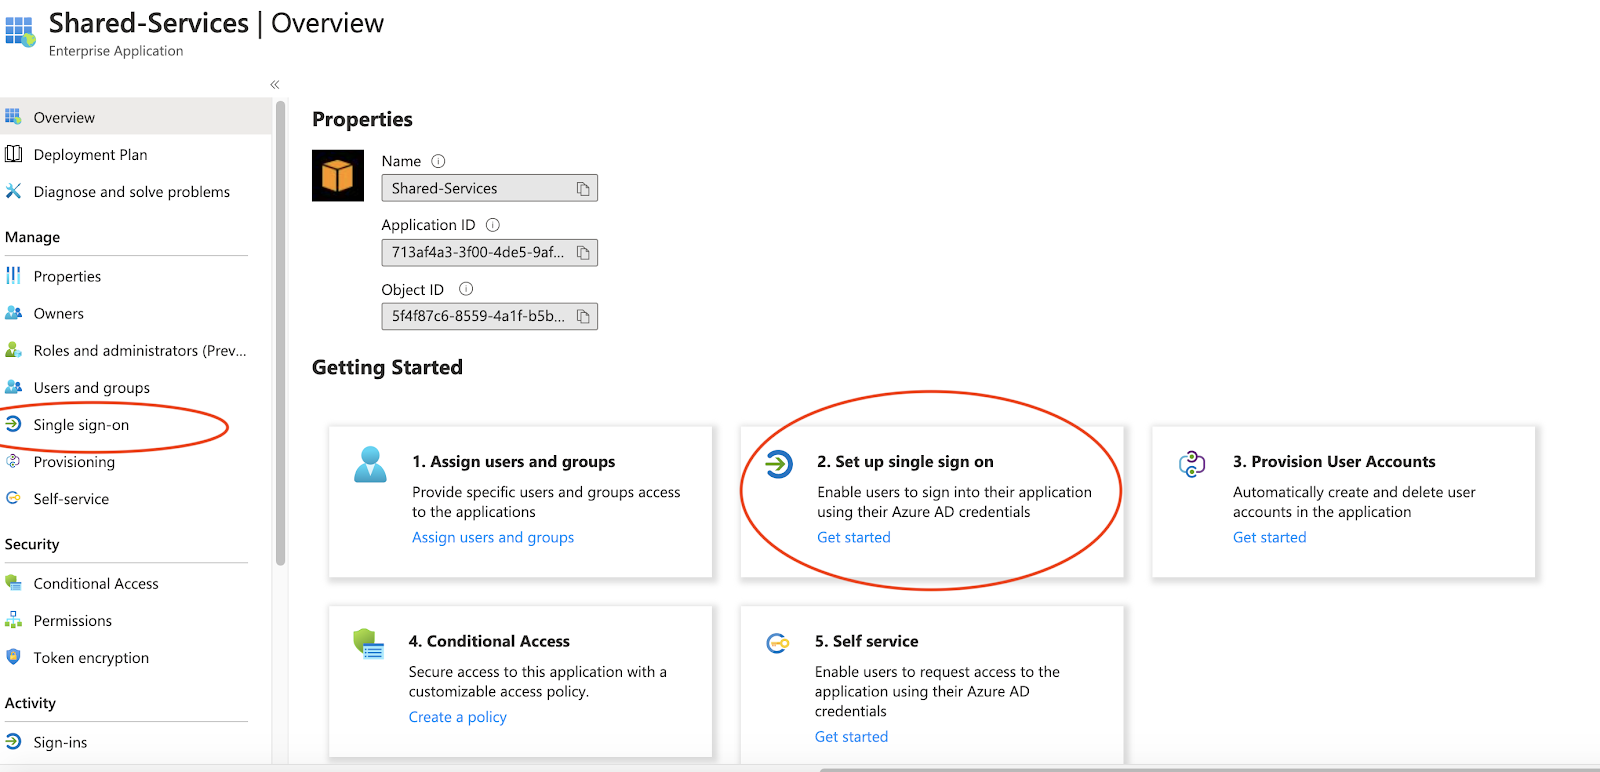 Shared-Services | Overview
Enterprise Application
«
Overview
Deployment Plan
Diagnose and solve problems
Manage
Properties
Owners
Roles and administrators (Prev...
Users and groups
Single sign-on
Provisioning
Self-service
Security
Conditional Access
Permissions
Token encryption
Activity
Sign-ins
Properties
Name
Shared-Services
Application ID
713af4a3-3f00-4de5-9af...
Object ID
5f4f87c6-8559-4a1f-b5b...
Getting Started
1. Assign users and groups
Provide specific users and groups access
to the applications
Assign users and groups
2. Set up single sign on
Enable users to sign into their application
using their Azure AD credentials
Get started
3. Provision User Accounts
Automatically create and delete user
accounts in the application
Get started
4. Conditional Access
Secure access to this application with a
customizable access policy.
Create a policy
5. Self service
Enable users to request access to the
application using their Azure AD
credentials
Get started